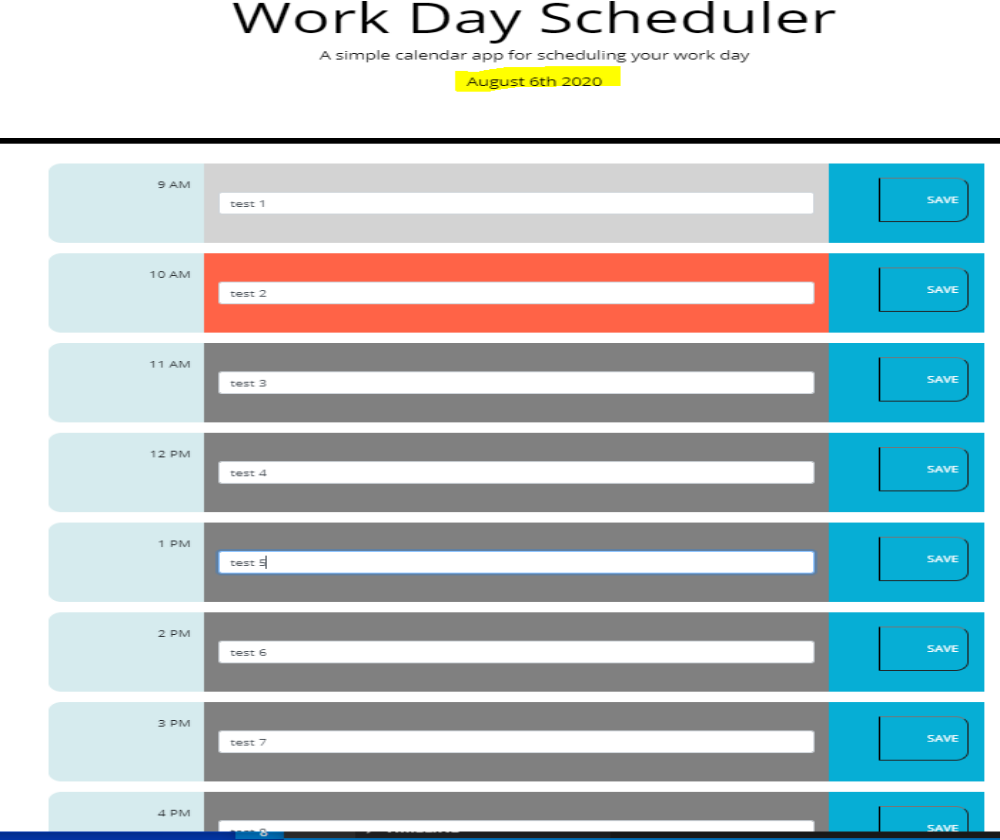 Work Day Scheduler
A simple calendar app for scheduling your work day
August 6th 2020
9 AM
test 1
SAVE
10 AM
test 2
SAVE
11 AM
test 3
SAVE
12 PM
test 4
SAVE
1 PM
test 5
SAVE
2 PM
test 6
SAVE
3 PM
test 7
SAVE
4 PM
test 8
SAVE